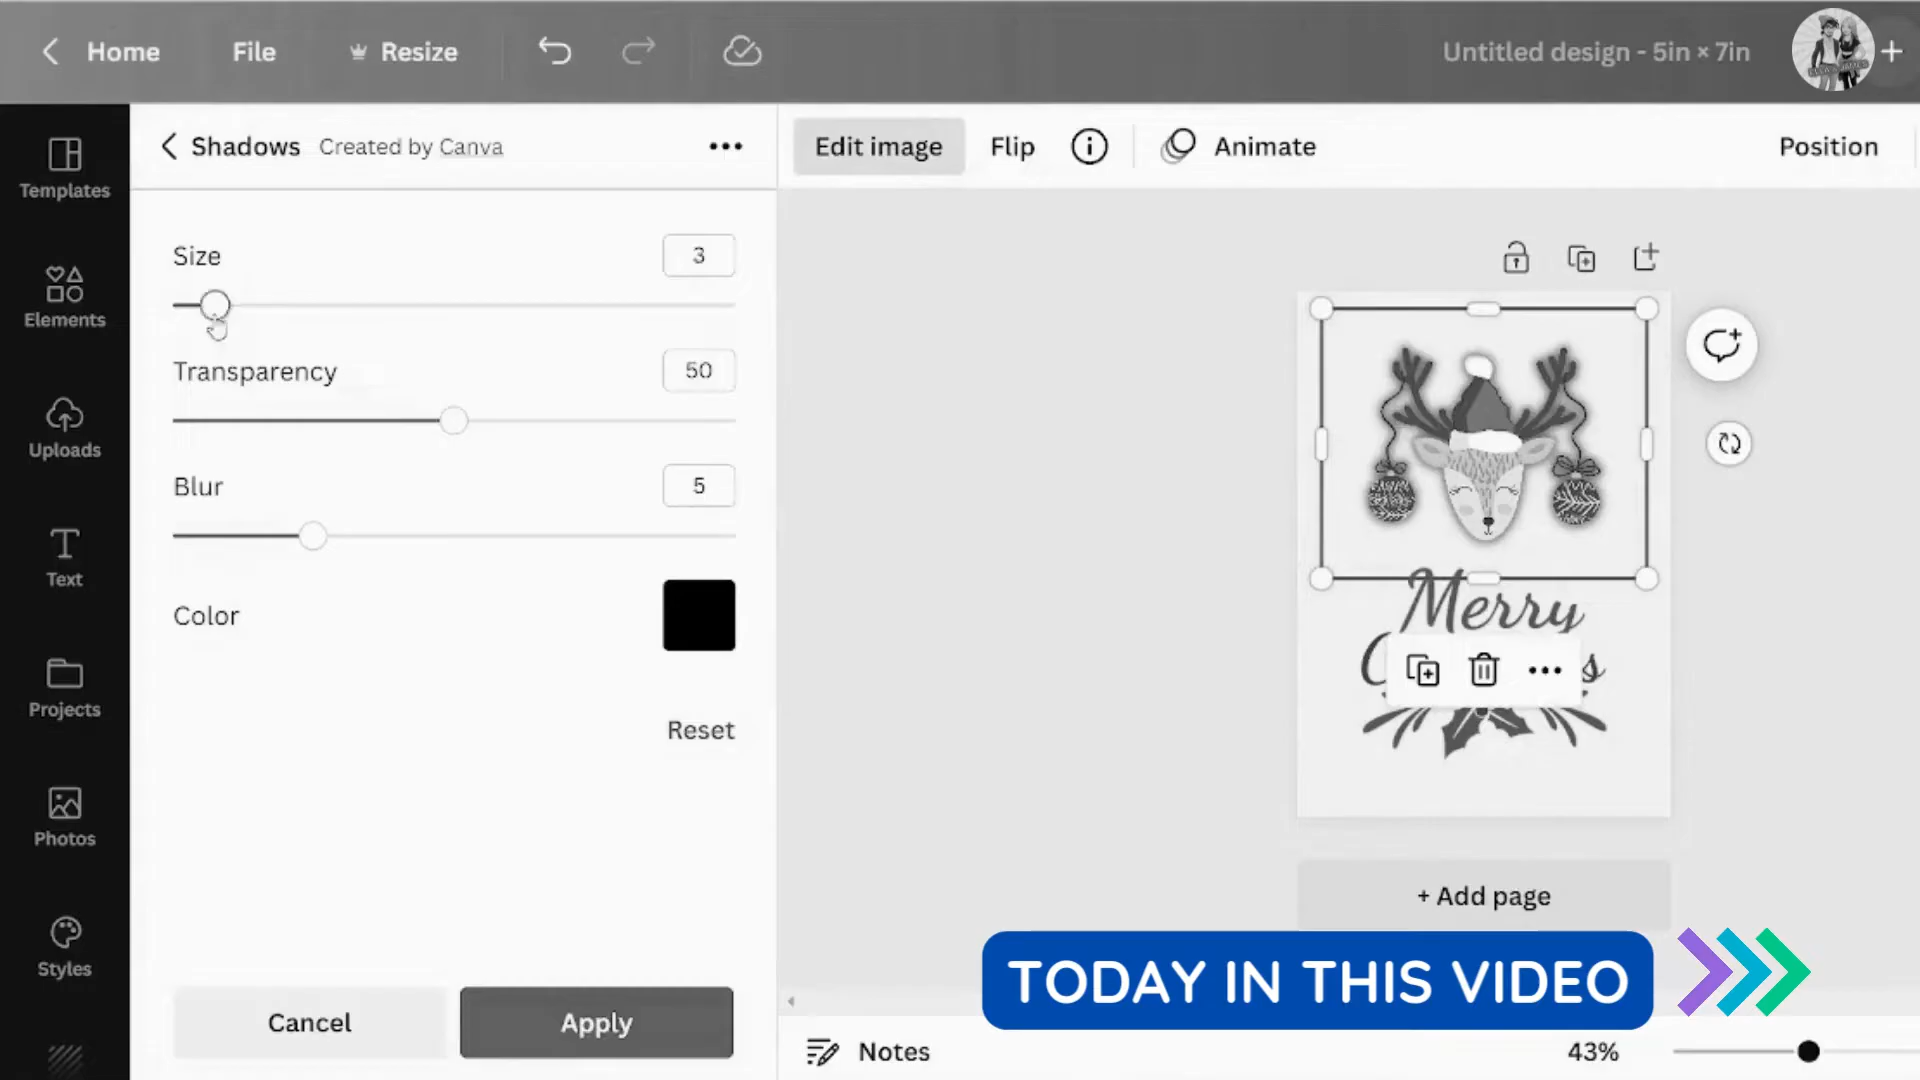 Home File Resize Untitled design - 5in × 7in
Shadows Created by Canva
Edit image Flip Animate Position
Templates
Elements
Uploads
Text
Projects
Photos
Styles
Size 3
Transparency 50
Blur 5
Color
Reset
Cancel Apply
Merry
+ Add page
TODAY IN THIS VIDEO
Notes 43%